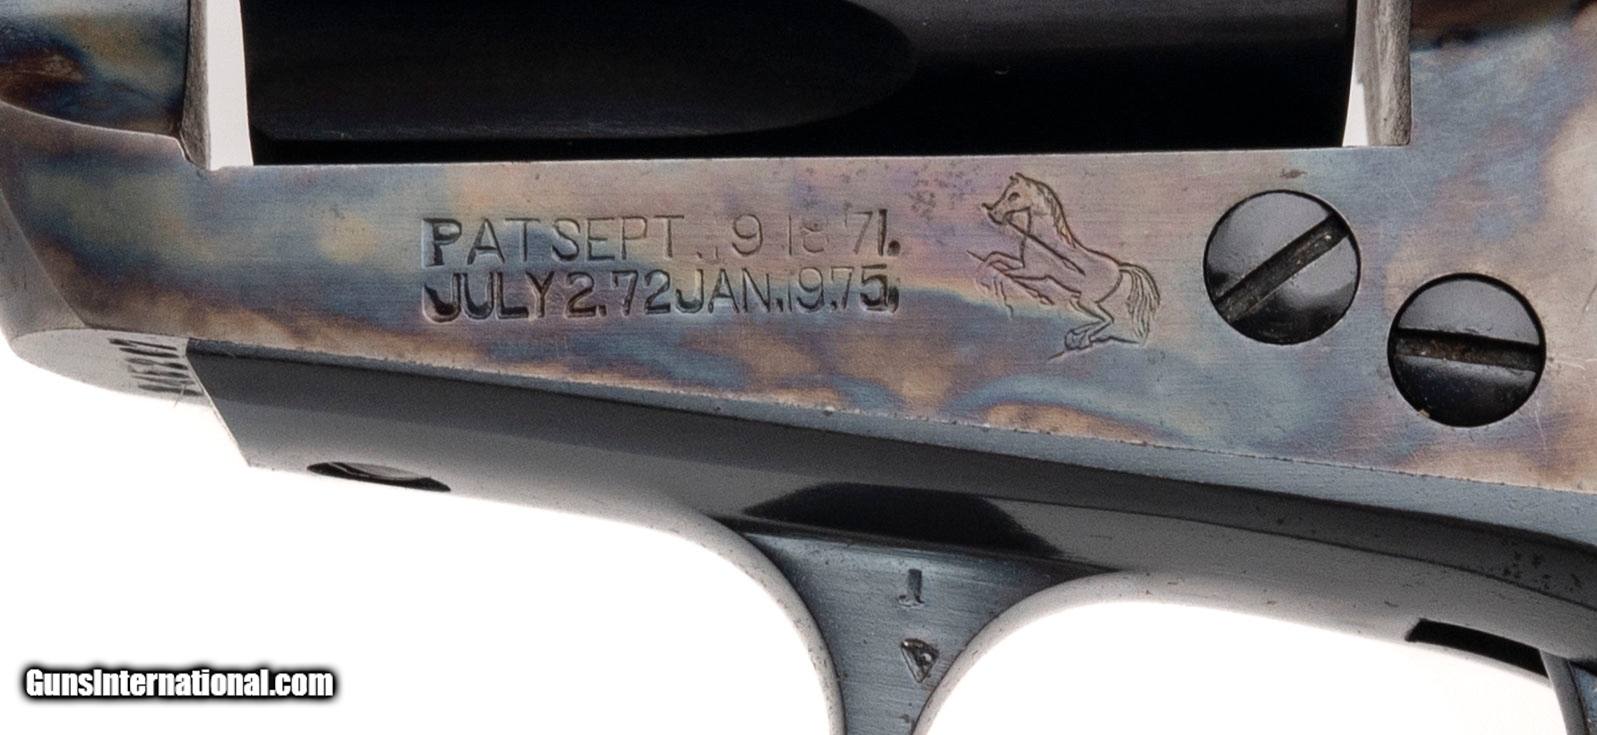 PAT SEPT. 19 1871.
JULY 2. 72 JAN. 19. 75.
J
P
GunsInternational.com